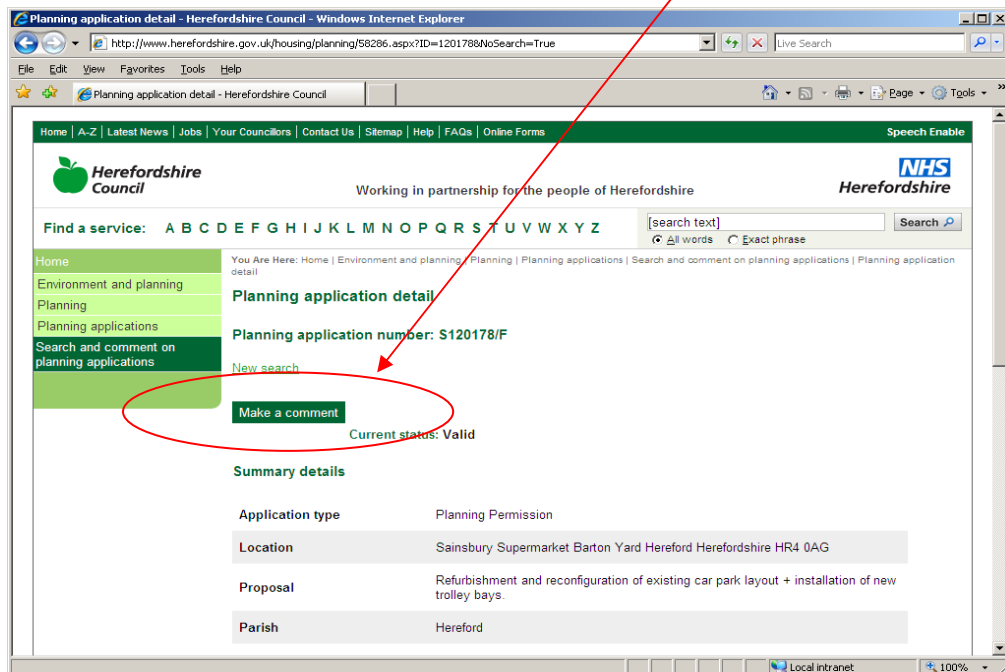 Planning application detail - Herefordshire Council - Windows Internet Explorer
http://www.herefordshire.gov.uk/housing/planning/58286.aspx?ID=120178&NoSearch=True
Live Search
File Edit View Favorites Tools Help
Planning application detail - Herefordshire Council
Page Tools »
Home | A-Z | Latest News | Jobs | Your Councillors | Contact Us | Sitemap | Help | FAQs | Online Forms
Speech Enable
Herefordshire
Council
Working in partnership for the people of Herefordshire
NHS
Herefordshire
Find a service: A B C D E F G H I J K L M N O P Q R S T U V W X Y Z
[search text]
Search
All words Exact phrase
Home
Environment and planning
Planning
Planning applications
Search and comment on
planning applications
You Are Here: Home | Environment and planning | Planning | Planning applications | Search and comment on planning applications | Planning application
detail
Planning application detail
Planning application number: S120178/F
New search
Make a comment
Current status: Valid
Summary details
Application type Planning Permission
Location Sainsbury Supermarket Barton Yard Hereford Herefordshire HR4 0AG
Proposal Refurbishment and reconfiguration of existing car park layout + installation of new
trolley bays.
Parish Hereford
Local intranet
100%